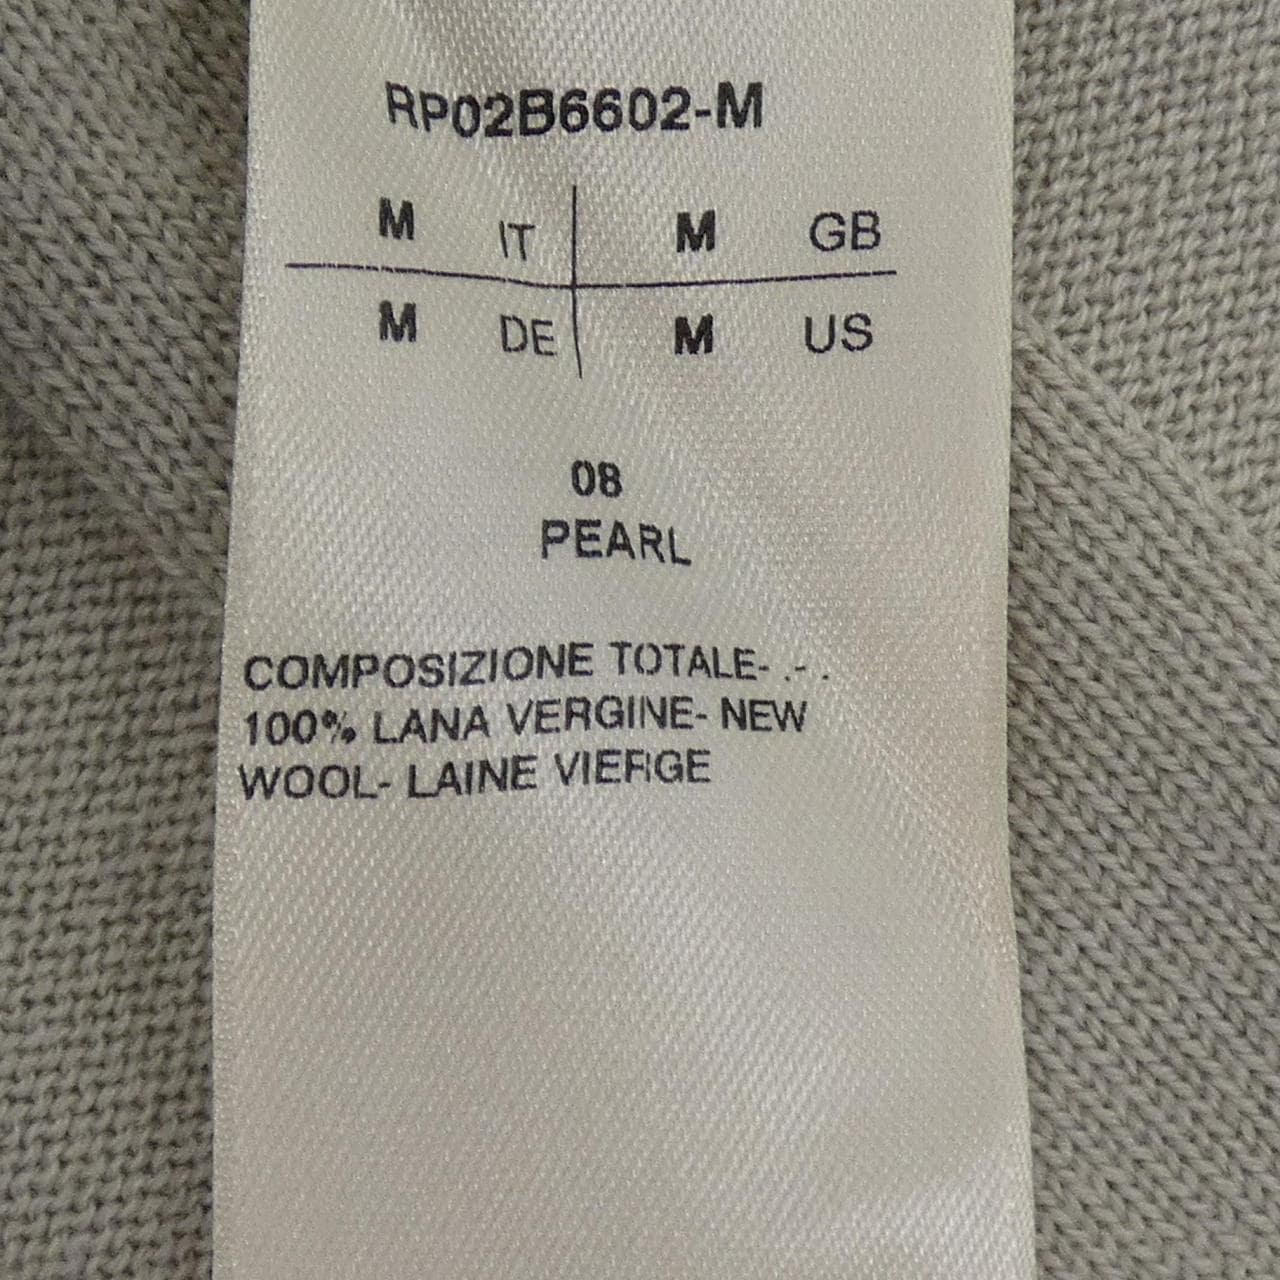 RP02B6602-M
M IT M GB
M DE M US
08
PEARL
COMPOSIZIONE TOTALE- .-.
100% LANA VERGINE- NEW
WOOL- LAINE VIERGE